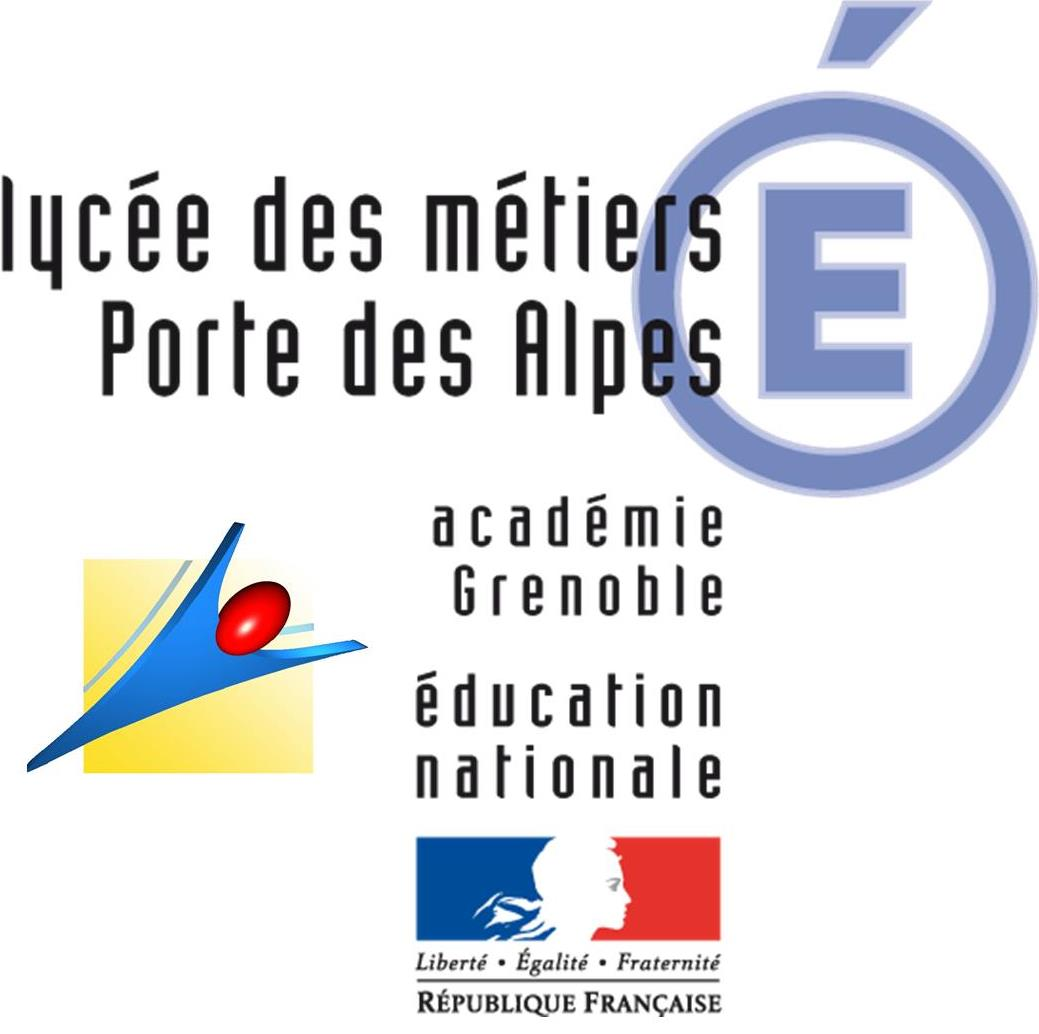 lycée des métiers
Porte des Alpes
É
académie
Grenoble
éducation
nationale
Liberté • Égalité • Fraternité
RÉPUBLIQUE FRANÇAISE